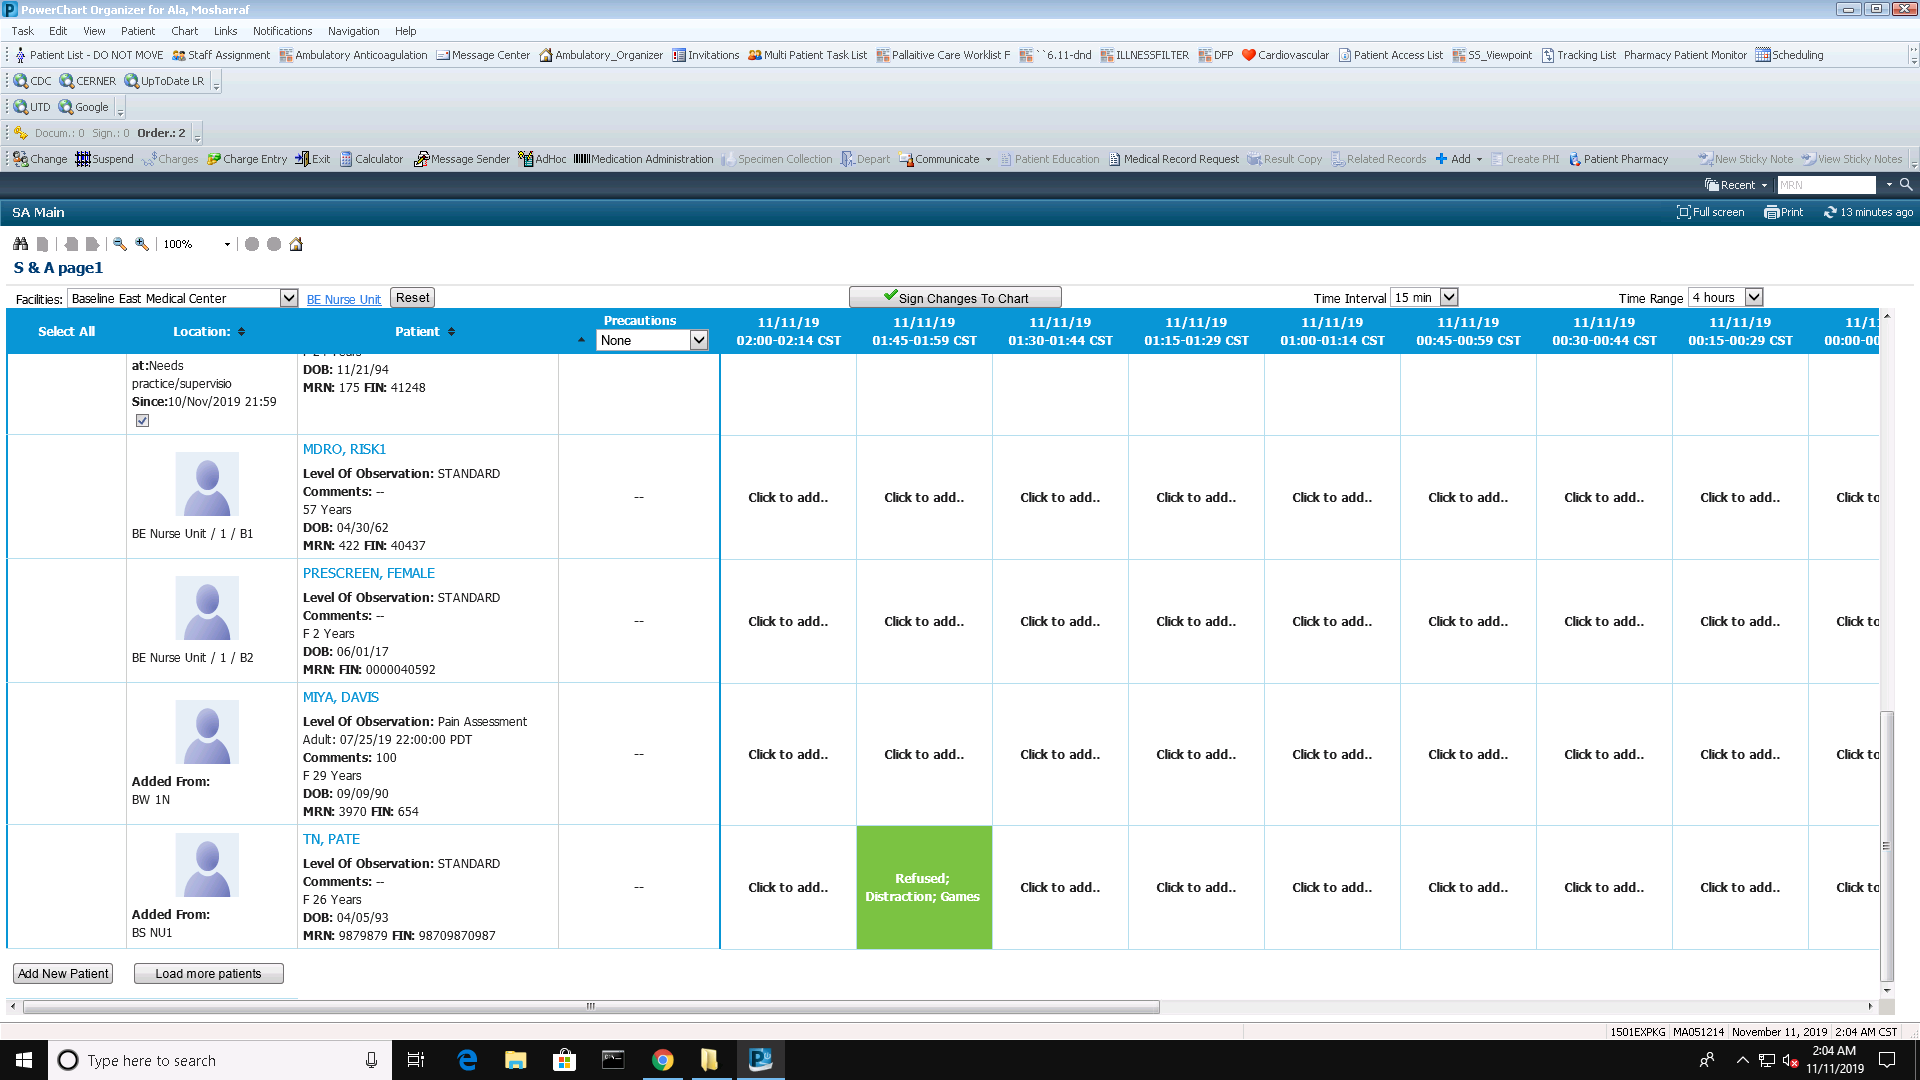 PowerChart Organizer for Ala, Mosharraf
Task Edit View Patient Chart Links Notifications Navigation Help
Patient List - DO NOT MOVE Staff Assignment Ambulatory Anticoagulation Message Center Ambulatory_Organizer Invitations Multi Patient Task List Pallaitive Care Worklist F ``6.11-dnd ILLNESSFILTER DFP Cardiovascular Patient Access List SS_Viewpoint Tracking List Pharmacy Patient Monitor Scheduling
CDC CERNER UpToDate LR
UTD Google
Docum.: 0 Sign.: 0 Order.: 2
Change Suspend Charges Charge Entry Exit Calculator Message Sender AdHoc Medication Administration Specimen Collection Depart Communicate Patient Education Medical Record Request Result Copy Related Records Add Create PHI Patient Pharmacy New Sticky Note View Sticky Notes
Recent MRN
SA Main Full screen Print 13 minutes ago
100%
S & A page1
Facilities: Baseline East Medical Center BE Nurse Unit Reset Sign Changes To Chart Time Interval 15 min Time Range 4 hours
Select All Location: Patient Precautions None
11/11/19 02:00-02:14 CST
11/11/19 01:45-01:59 CST
11/11/19 01:30-01:44 CST
11/11/19 01:15-01:29 CST
11/11/19 01:00-01:14 CST
11/11/19 00:45-00:59 CST
11/11/19 00:30-00:44 CST
11/11/19 00:15-00:29 CST
at:Needs
practice/supervisio
Since:10/Nov/2019 21:59
DOB: 11/21/94
MRN: 175 FIN: 41248
BE Nurse Unit / 1 / B1
MDRO, RISK1
Level Of Observation: STANDARD
Comments: --
57 Years
DOB: 04/30/62
MRN: 422 FIN: 40437
--
Click to add.. Click to add.. Click to add.. Click to add.. Click to add.. Click to add.. Click to add.. Click to add.. Click to
BE Nurse Unit / 1 / B2
PRESCREEN, FEMALE
Level Of Observation: STANDARD
Comments: --
F 2 Years
DOB: 06/01/17
MRN: FIN: 0000040592
--
Click to add.. Click to add.. Click to add.. Click to add.. Click to add.. Click to add.. Click to add.. Click to add.. Click to
Added From:
BW 1N
MIYA, DAVIS
Level Of Observation: Pain Assessment
Adult: 07/25/19 22:00:00 PDT
Comments: 100
F 29 Years
DOB: 09/09/90
MRN: 3970 FIN: 654
--
Click to add.. Click to add.. Click to add.. Click to add.. Click to add.. Click to add.. Click to add.. Click to add.. Click to
Added From:
BS NU1
TN, PATE
Level Of Observation: STANDARD
Comments: --
F 26 Years
DOB: 04/05/93
MRN: 9879879 FIN: 98709870987
--
Click to add..
Refused;
Distraction; Games
Click to add.. Click to add.. Click to add.. Click to add.. Click to add.. Click to add.. Click to
Add New Patient Load more patients
1501EXPKG MA051214 November 11, 2019 2:04 AM CST
Type here to search
2:04 AM
11/11/2019